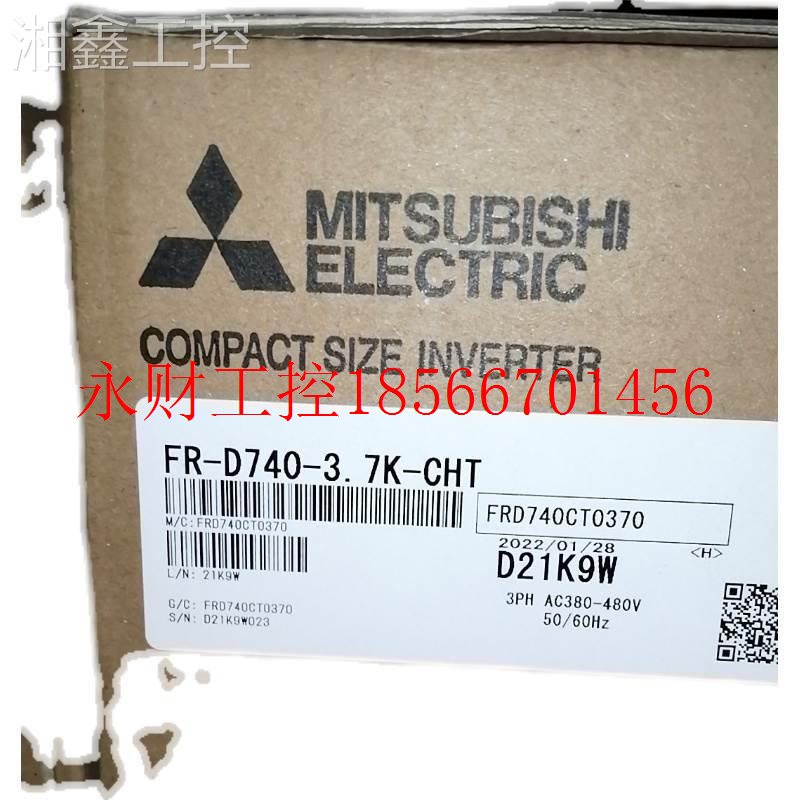 湘鑫工控
MITSUBISHI
ELECTRIC
COMPACT SIZE INVERTER
永财工控18566701456
FR-D740-3.7K-CHT
M/C:FRD740CT0370
FRD740CT0370
2022/01/28
<H>
L/N: 21K9W
D21K9W
3PH AC380-480V
50/60Hz
G/C: FRD740CT0370
S/N: D21K9W023